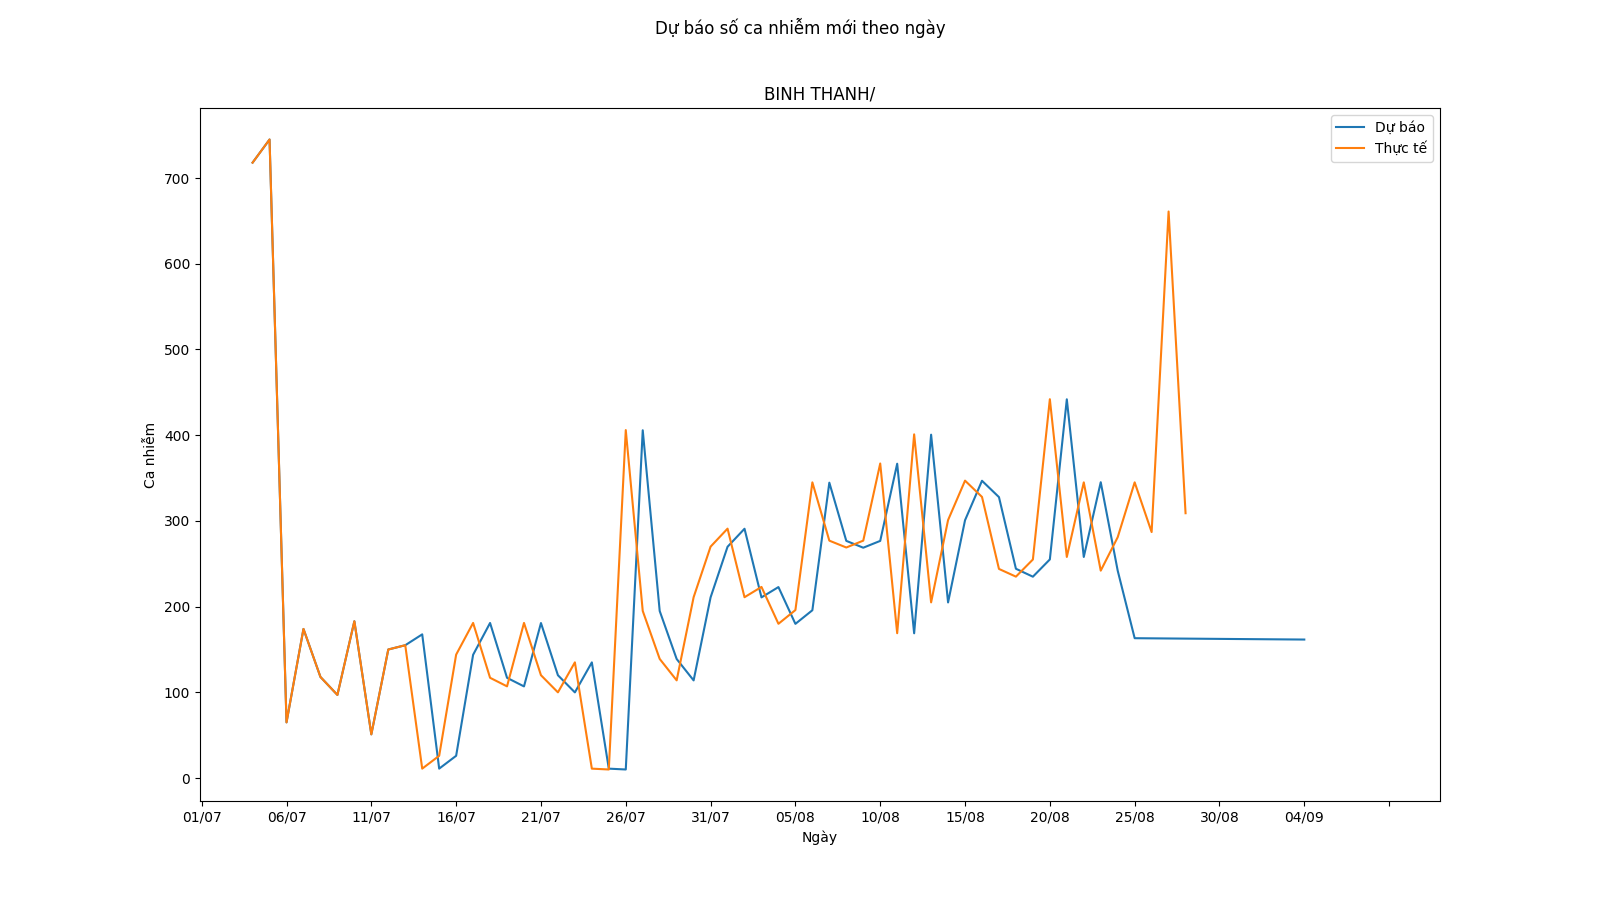 Dự báo số ca nhiễm mới theo ngày
BINH THANH/
Dự báo
Thực tế
700
600
500
400
300
200
100
0
Ca nhiễm
01/07 06/07 11/07 16/07 21/07 26/07 31/07 05/08 10/08 15/08 20/08 25/08 30/08 04/09
Ngày